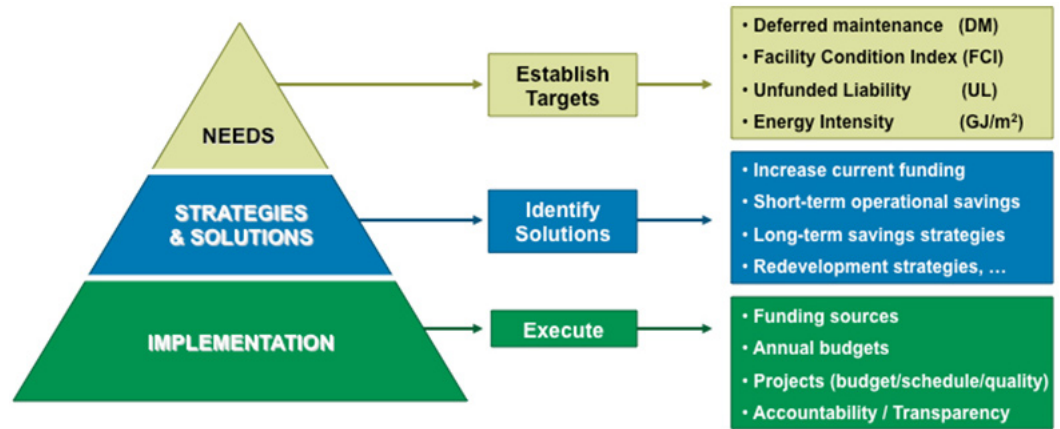 NEEDS
Establish
Targets
• Deferred maintenance (DM)
• Facility Condition Index (FCI)
• Unfunded Liability (UL)
• Energy Intensity (GJ/m²)
STRATEGIES
& SOLUTIONS
Identify
Solutions
• Increase current funding
• Short-term operational savings
• Long-term savings strategies
• Redevelopment strategies, ...
IMPLEMENTATION
Execute
• Funding sources
• Annual budgets
• Projects (budget/schedule/quality)
• Accountability / Transparency